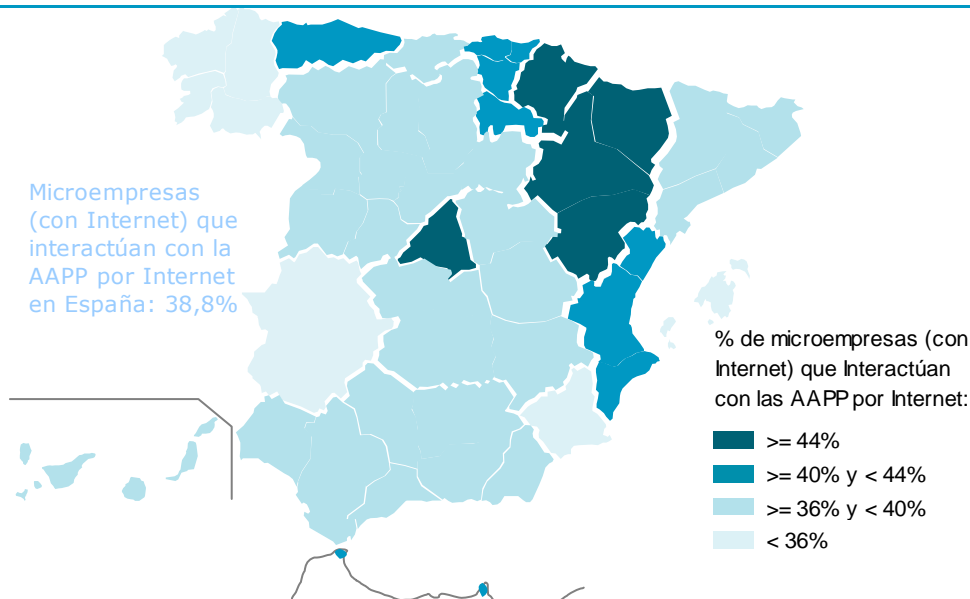 Microempresas
(con Internet) que
interactúan con la
AAPP por Internet
en España: 38,8%
% de microempresas (con
Internet) que Interactúan
con las AAPP por Internet:
>= 44%
>= 40% y < 44%
>= 36% y < 40%
< 36%